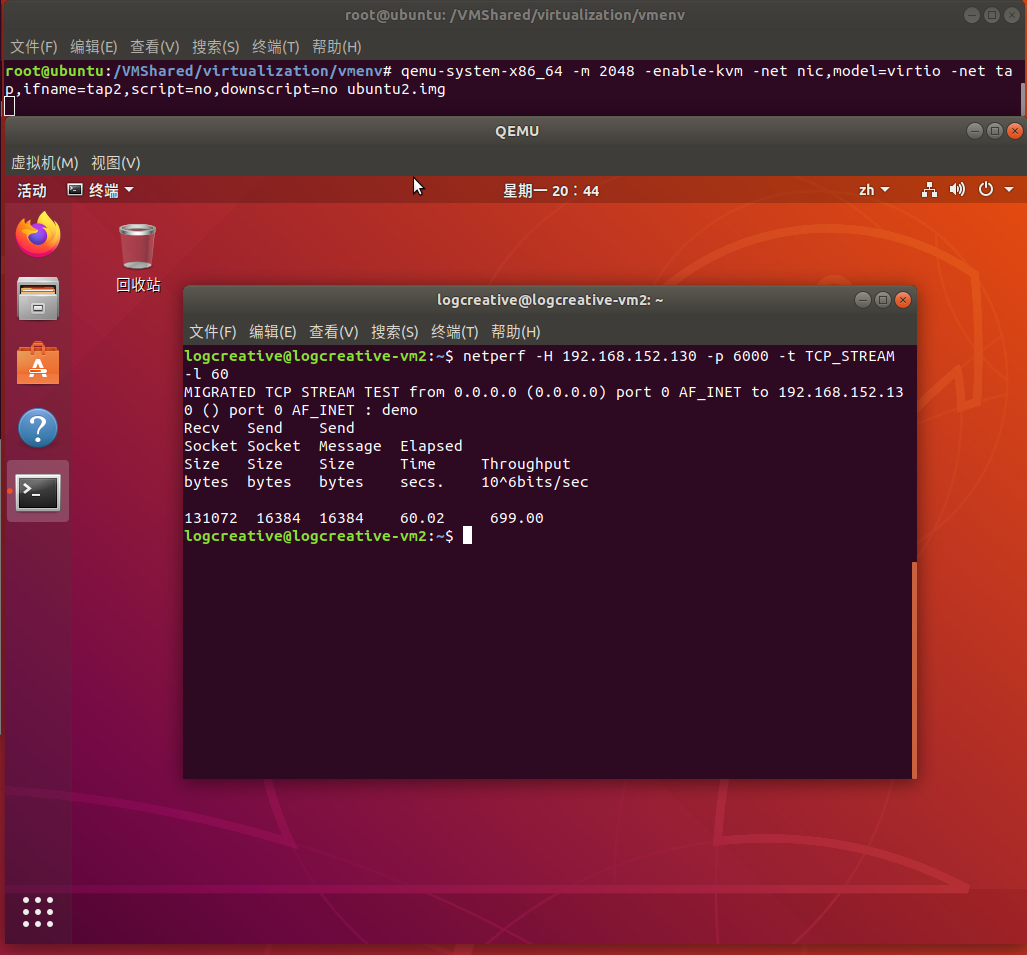 root@ubuntu: /VMShared/virtualization/vmenv
文件(F) 编辑(E) 查看(V) 搜索(S) 终端(T) 帮助(H)
root@ubuntu:/VMShared/virtualization/vmenv# qemu-system-x86_64 -m 2048 -enable-kvm -net nic,model=virtio -net ta
p,ifname=tap2,script=no,downscript=no ubuntu2.img
QEMU
虚拟机(M) 视图(V)
活动 终端 星期一 20：44 zh
回收站
logcreative@logcreative-vm2: ~
文件(F) 编辑(E) 查看(V) 搜索(S) 终端(T) 帮助(H)
logcreative@logcreative-vm2:~$ netperf -H 192.168.152.130 -p 6000 -t TCP_STREAM
-l 60
MIGRATED TCP STREAM TEST from 0.0.0.0 (0.0.0.0) port 0 AF_INET to 192.168.152.13
0 () port 0 AF_INET : demo
Recv   Send    Send
Socket Socket  Message  Elapsed
Size   Size    Size     Time     Throughput
bytes  bytes   bytes    secs.    10^6bits/sec
131072  16384  16384    60.02     699.00
logcreative@logcreative-vm2:~$